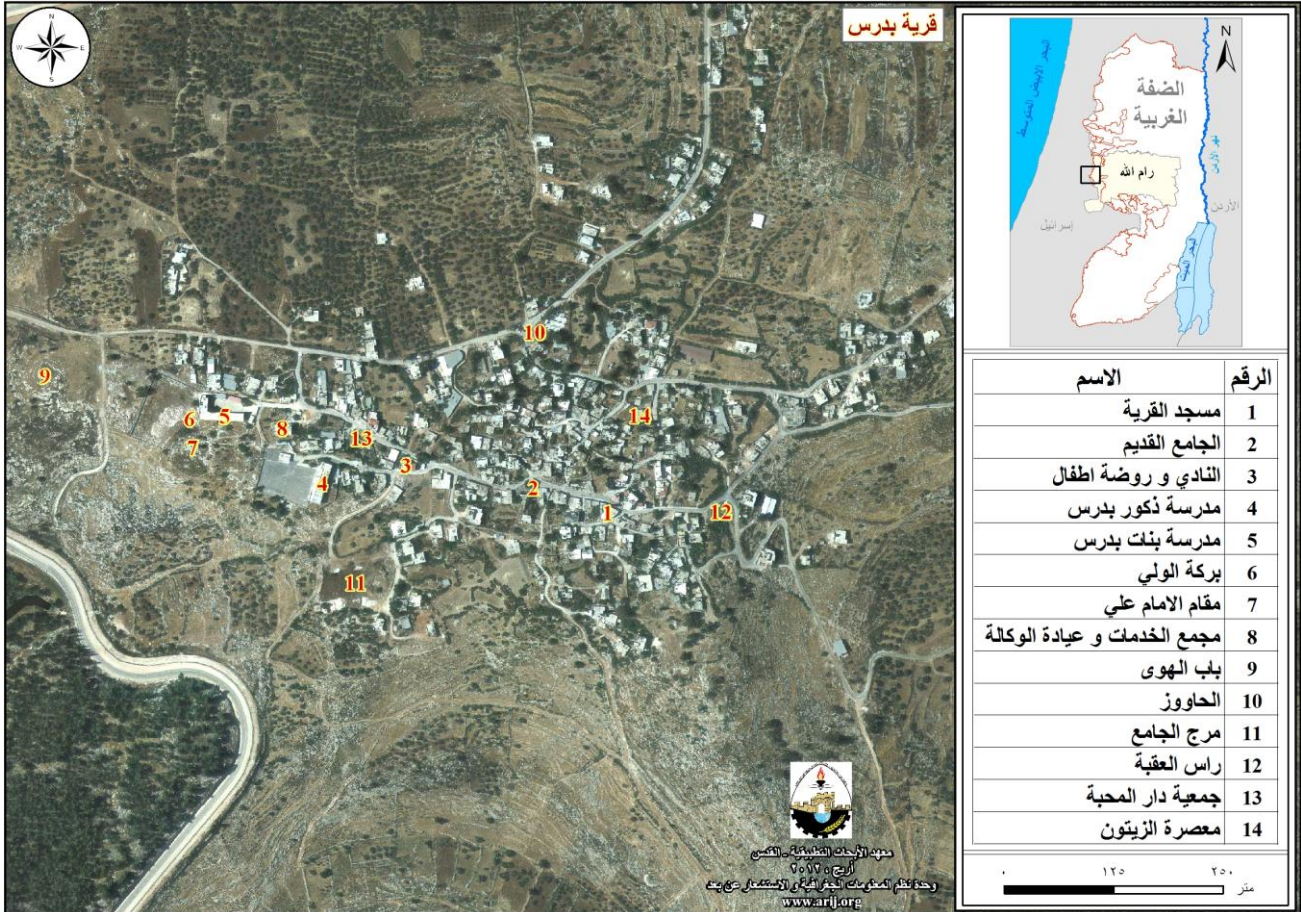 قرية بدرس
N
E
S
W
N
البحر الابيض المتوسط
الضفة
الغربية
رام الله
نهر الأردن
الأردن
إسرائيل
البحر الميت
الرقم الاسم
1 مسجد القرية
2 الجامع القديم
3 النادي و روضة اطفال
4 مدرسة ذكور بدرس
5 مدرسة بنات بدرس
6 بركة الولي
7 مقام الامام علي
8 مجمع الخدمات و عيادة الوكالة
9 باب الهوى
10 الحاووز
11 مرج الجامع
12 راس العقبة
13 جمعية دار المحبة
14 معصرة الزيتون
٠ ١٢٥ ٢٥٠
متر
10
9
14
5
6
8
13
7
3
4
2
1
12
11
معهد الأبحاث التطبيقية - القدس
أريج ، ٢٠١٢
وحدة نظم المعلومات الجغرافية و الاستشعار عن بعد
www.arij.org